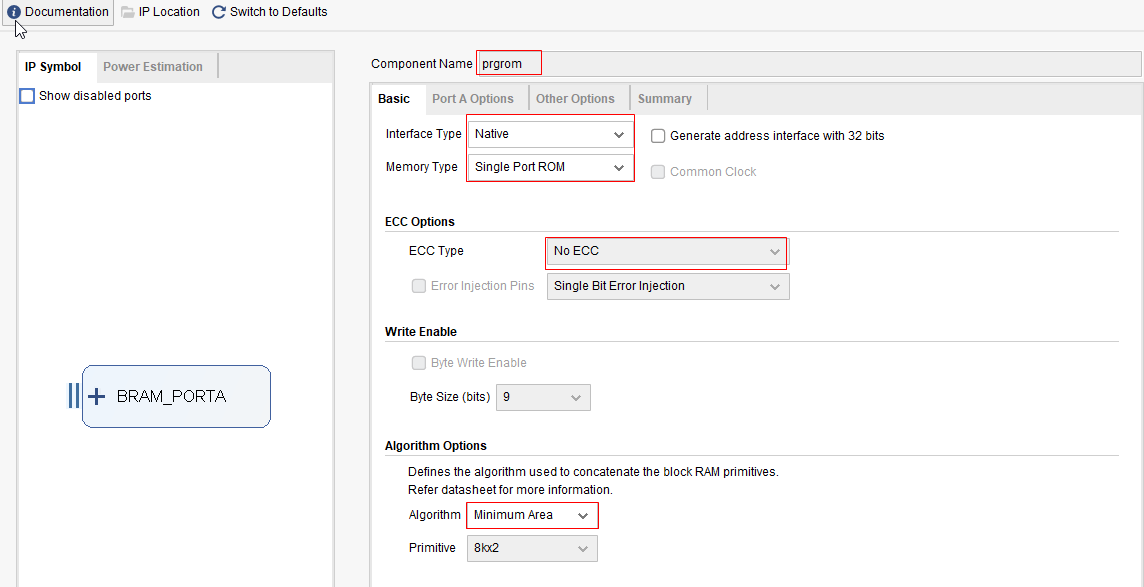 Documentation IP Location Switch to Defaults
IP Symbol Power Estimation
Show disabled ports
BRAM_PORTA
Component Name prgrom
Basic Port A Options Other Options Summary
Interface Type Native Generate address interface with 32 bits
Memory Type Single Port ROM Common Clock
ECC Options
ECC Type No ECC
Error Injection Pins Single Bit Error Injection
Write Enable
Byte Write Enable
Byte Size (bits) 9
Algorithm Options
Defines the algorithm used to concatenate the block RAM primitives.
Refer datasheet for more information.
Algorithm Minimum Area
Primitive 8kx2